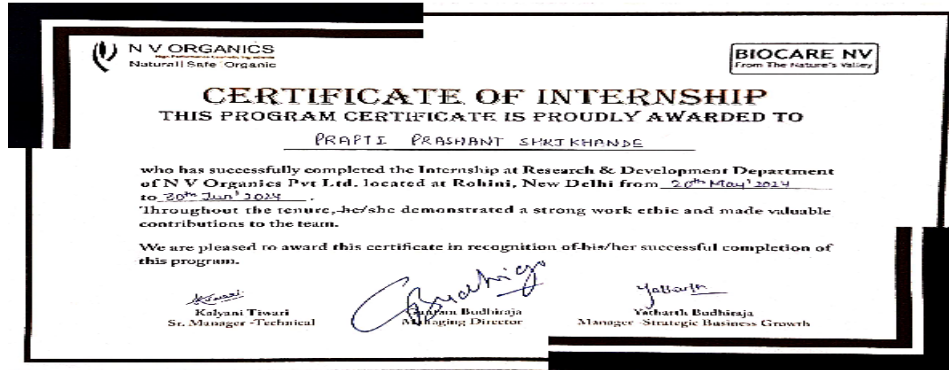 N V ORGANICS
Natural | Safe | Organic
BIOCARE NV
From The Nature's Valley
CERTIFICATE OF INTERNSHIP
THIS PROGRAM CERTIFICATE IS PROUDLY AWARDED TO
PRAPTI PRASHANT SHRIKHANDE
who has successfully completed the Internship at Research & Development Department
of N V Organics Pvt Ltd. located at Rohini, New Delhi from 20th May' 2024
to 30th Jun' 2024.
Throughout the tenure, he/she demonstrated a strong work ethic and made valuable
contributions to the team.
We are pleased to award this certificate in recognition of his/her successful completion of
this program.
Budhiraja
Yatharth
Kalyani Tiwari
Budhiraja
Yatharth Budhiraja
Sr. Manager -Technical
Managing Director
Manager -Strategic Business Growth